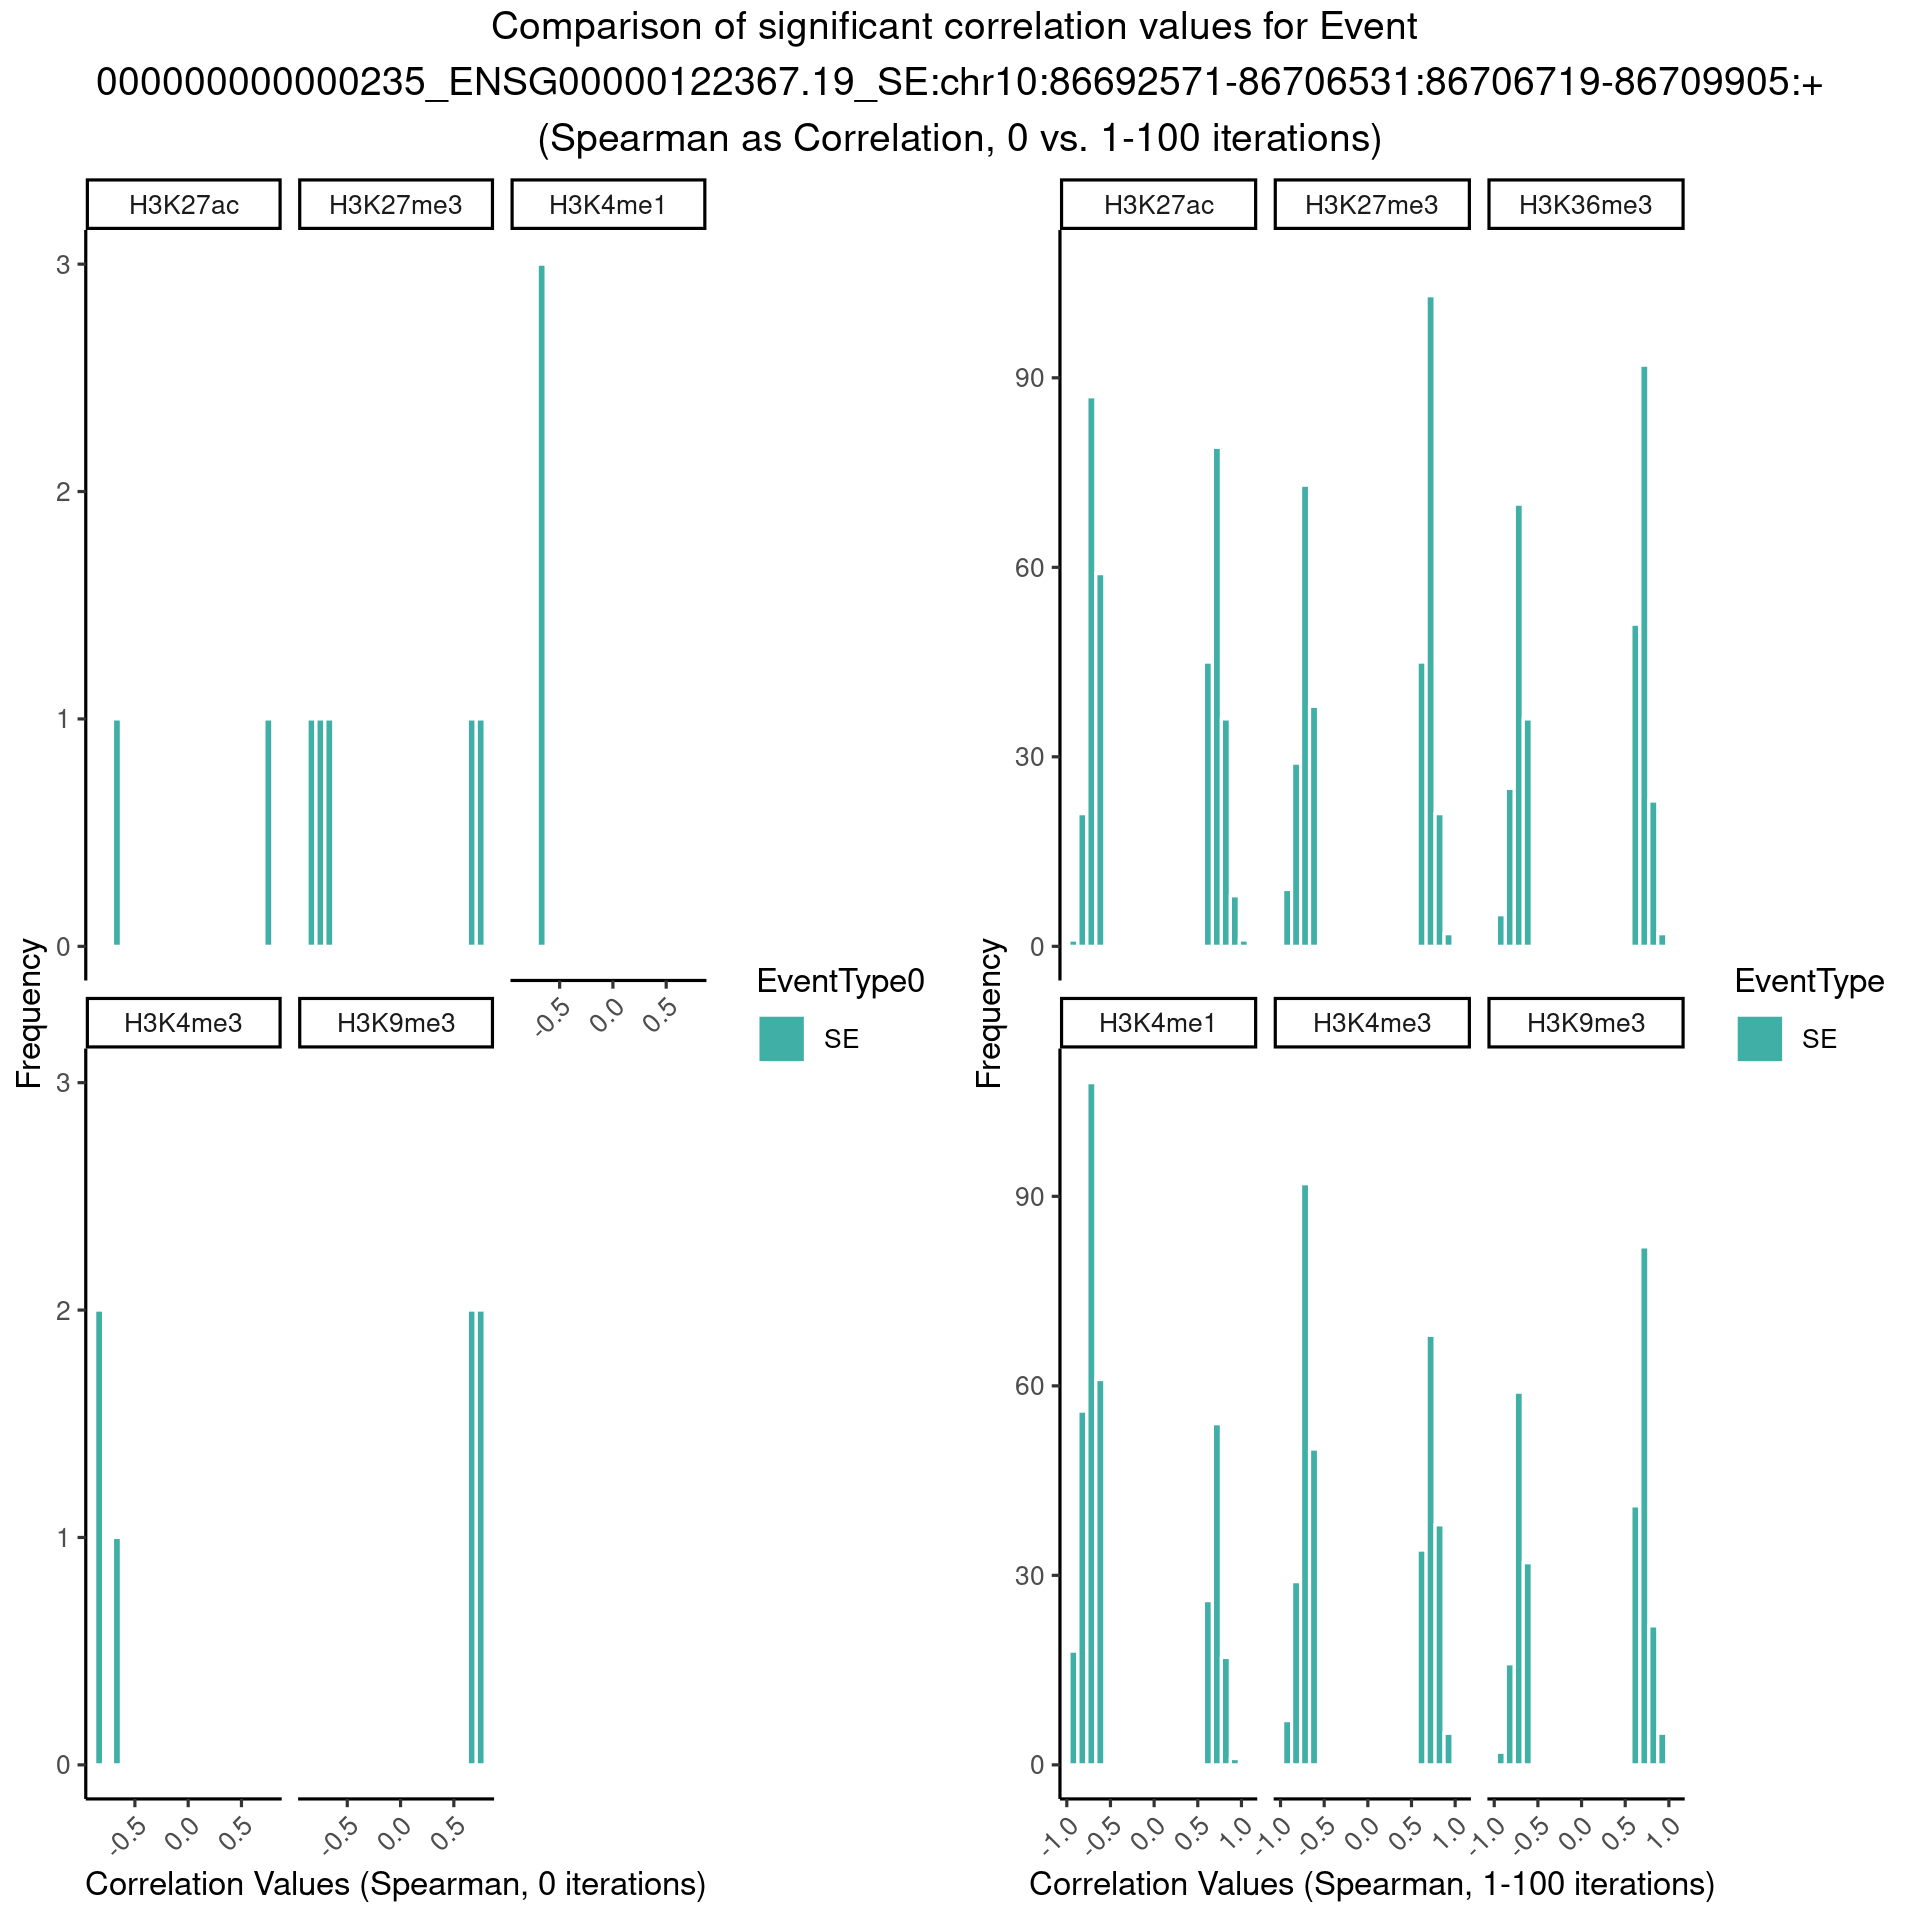 Comparison of significant correlation values for Event
000000000000235_ENSG00000122367.19_SE:chr10:86692571-86706531:86706719-86709905:+
(Spearman as Correlation, 0 vs. 1-100 iterations)
H3K27ac H3K27me3 H3K4me1
3
2
1
0
-0.5 0.0 0.5
H3K4me3 H3K9me3
3
2
1
0
-0.5 0.0 0.5 -0.5 0.0 0.5
Frequency
Correlation Values (Spearman, 0 iterations)
EventType0
SE
H3K27ac H3K27me3 H3K36me3
90
60
30
0
H3K4me1 H3K4me3 H3K9me3
90
60
30
0
-1.0 -0.5 0.0 0.5 1.0 -1.0 -0.5 0.0 0.5 1.0 -1.0 -0.5 0.0 0.5 1.0
Frequency
Correlation Values (Spearman, 1-100 iterations)
EventType
SE